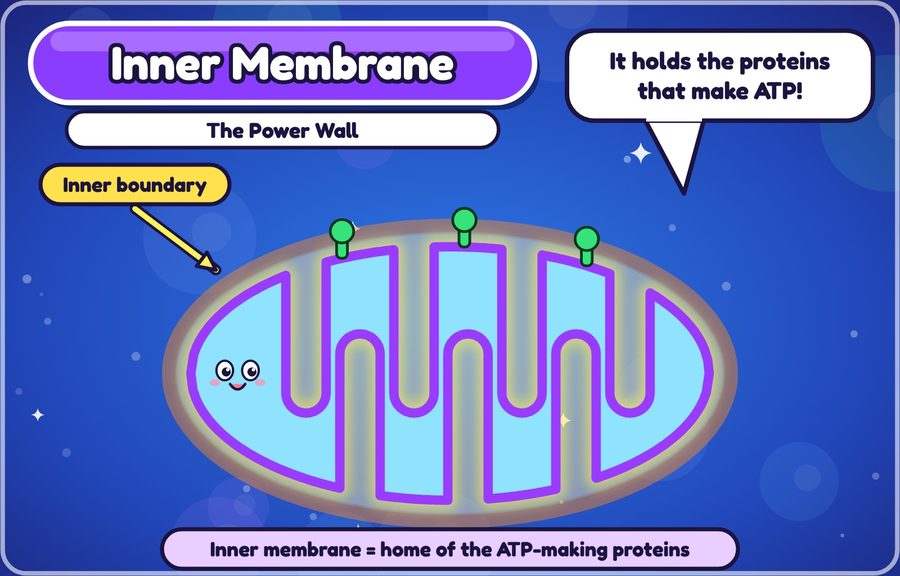 Inner Membrane
The Power Wall
It holds the proteins
that make ATP!
Inner boundary
Inner membrane = home of the ATP-making proteins